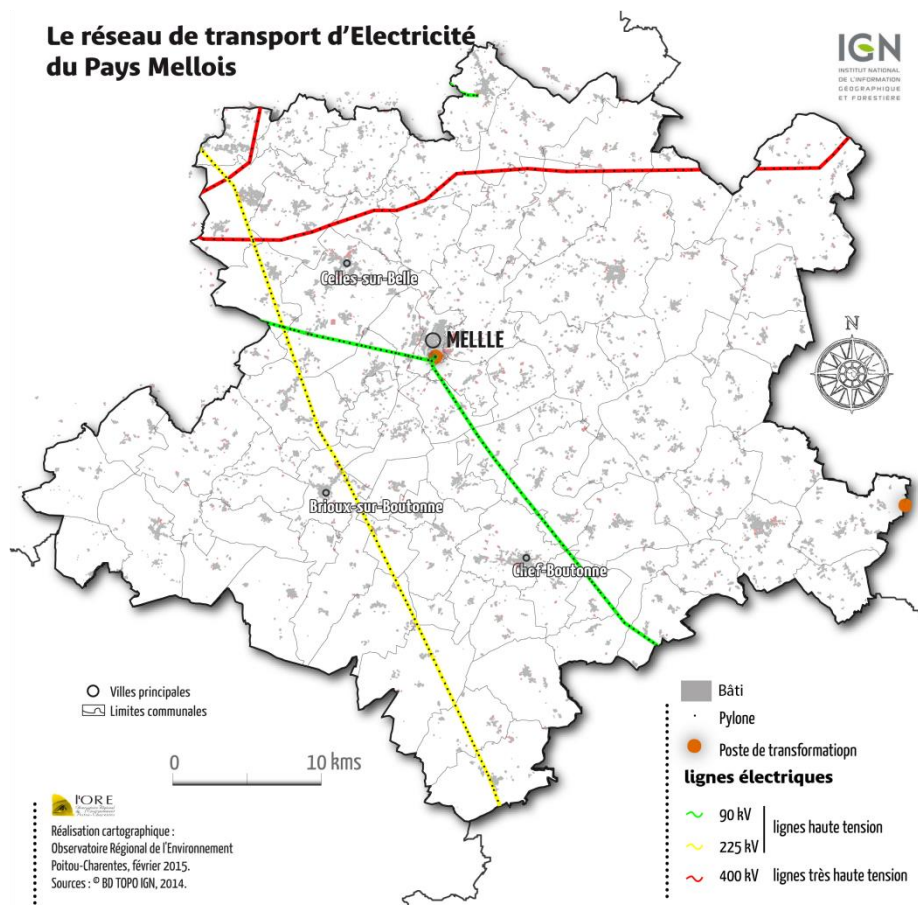 Le réseau de transport d'Electricité
du Pays Mellois
IGN
INSTITUT NATIONAL
DE L'INFORMATION
GÉOGRAPHIQUE
ET FORESTIÈRE
Celles-sur-Belle
MELLLE
N
Brioux-sur-Boutonne
Chef-Boutonne
Villes principales
Limites communales
0 10 kms
Bâti
Pylone
Poste de transformatiopn
lignes électriques
90 kV
225 kV
lignes haute tension
400 kV lignes très haute tension
l'ORE
Réalisation cartographique :
Observatoire Régional de l'Environnement
Poitou-Charentes, février 2015.
Sources : © BD TOPO IGN, 2014.